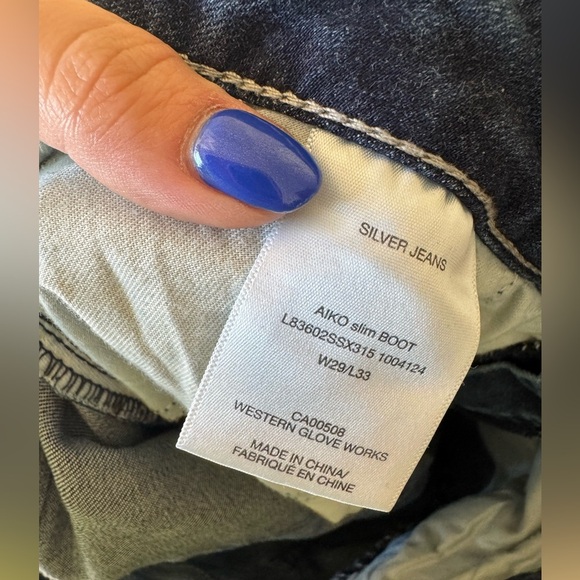 SILVER JEANS
AIKO slim BOOT
L83602SSX315 1004124
W29/L33
CA00508
WESTERN GLOVE WORKS
MADE IN CHINA/
FABRIQUÉ EN CHINE